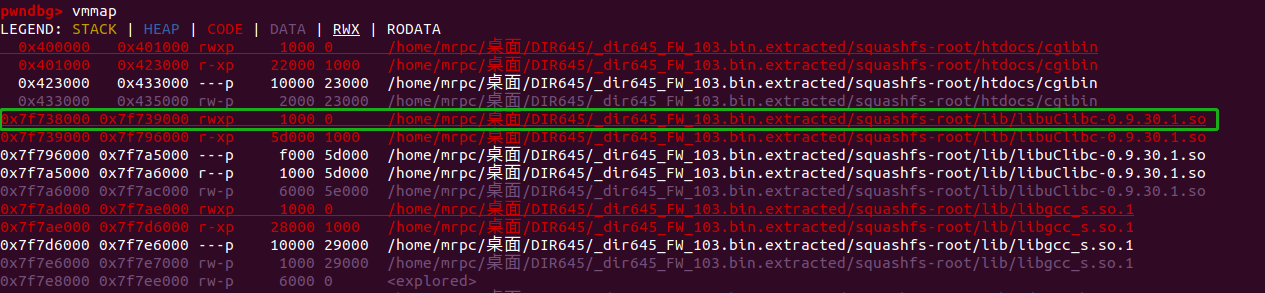 pwndbg> vmmap
LEGEND: STACK | HEAP | CODE | DATA | RWX | RODATA
0x400000 0x401000 rwxp 1000 0 /home/mrpc/桌面/DIR645/_dir645_FW_103.bin.extracted/squashfs-root/htdocs/cgibin
0x401000 0x423000 r-xp 22000 1000 /home/mrpc/桌面/DIR645/_dir645_FW_103.bin.extracted/squashfs-root/htdocs/cgibin
0x423000 0x433000 ---p 10000 23000 /home/mrpc/桌面/DIR645/_dir645_FW_103.bin.extracted/squashfs-root/htdocs/cgibin
0x433000 0x435000 rw-p 2000 23000 /home/mrpc/桌面/DIR645/_dir645_FW_103.bin.extracted/squashfs-root/htdocs/cgibin
0x7f738000 0x7f739000 rwxp 1000 0 /home/mrpc/桌面/DIR645/_dir645_FW_103.bin.extracted/squashfs-root/lib/libuClibc-0.9.30.1.so
0x7f739000 0x7f796000 r-xp 5d000 1000 /home/mrpc/桌面/DIR645/_dir645_FW_103.bin.extracted/squashfs-root/lib/libuClibc-0.9.30.1.so
0x7f796000 0x7f7a5000 ---p f000 5d000 /home/mrpc/桌面/DIR645/_dir645_FW_103.bin.extracted/squashfs-root/lib/libuClibc-0.9.30.1.so
0x7f7a5000 0x7f7a6000 r--p 1000 5d000 /home/mrpc/桌面/DIR645/_dir645_FW_103.bin.extracted/squashfs-root/lib/libuClibc-0.9.30.1.so
0x7f7a6000 0x7f7ac000 rw-p 6000 5e000 /home/mrpc/桌面/DIR645/_dir645_FW_103.bin.extracted/squashfs-root/lib/libuClibc-0.9.30.1.so
0x7f7ad000 0x7f7ae000 rwxp 1000 0 /home/mrpc/桌面/DIR645/_dir645_FW_103.bin.extracted/squashfs-root/lib/libgcc_s.so.1
0x7f7ae000 0x7f7d6000 r-xp 28000 1000 /home/mrpc/桌面/DIR645/_dir645_FW_103.bin.extracted/squashfs-root/lib/libgcc_s.so.1
0x7f7d6000 0x7f7e6000 ---p 10000 29000 /home/mrpc/桌面/DIR645/_dir645_FW_103.bin.extracted/squashfs-root/lib/libgcc_s.so.1
0x7f7e6000 0x7f7e7000 rw-p 1000 29000 /home/mrpc/桌面/DIR645/_dir645_FW_103.bin.extracted/squashfs-root/lib/libgcc_s.so.1
0x7f7e8000 0x7f7ee000 rw-p 6000 0 <explored>